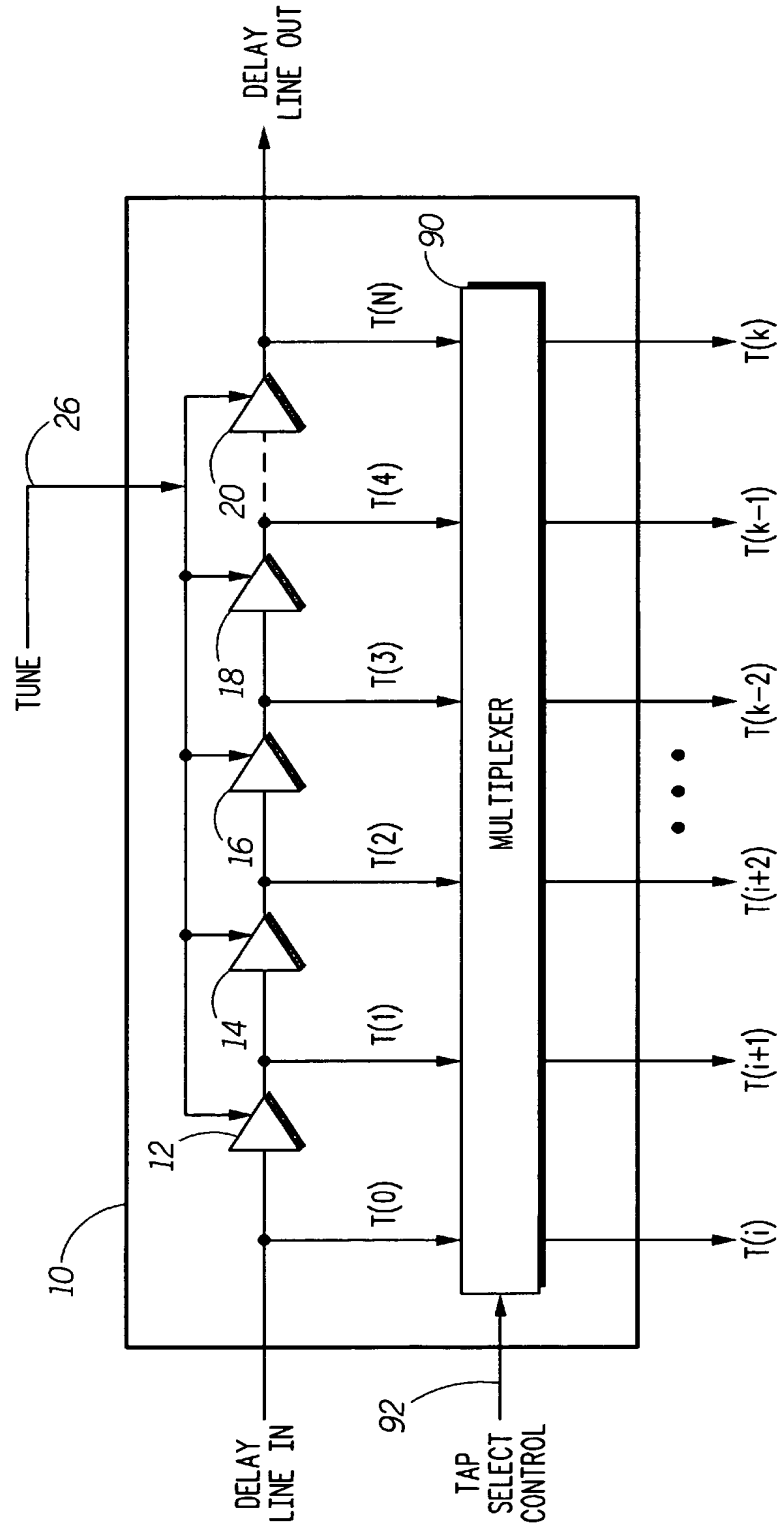 TUNE
26
10
12
14
16
18
20
DELAY
LINE IN
DELAY
LINE OUT
T(0)
T(1)
T(2)
T(3)
T(4)
T(N)
90
MULTIPLEXER
92
TAP
SELECT
CONTROL
T(i)
T(i+1)
T(i+2)
T(k-2)
T(k-1)
T(k)